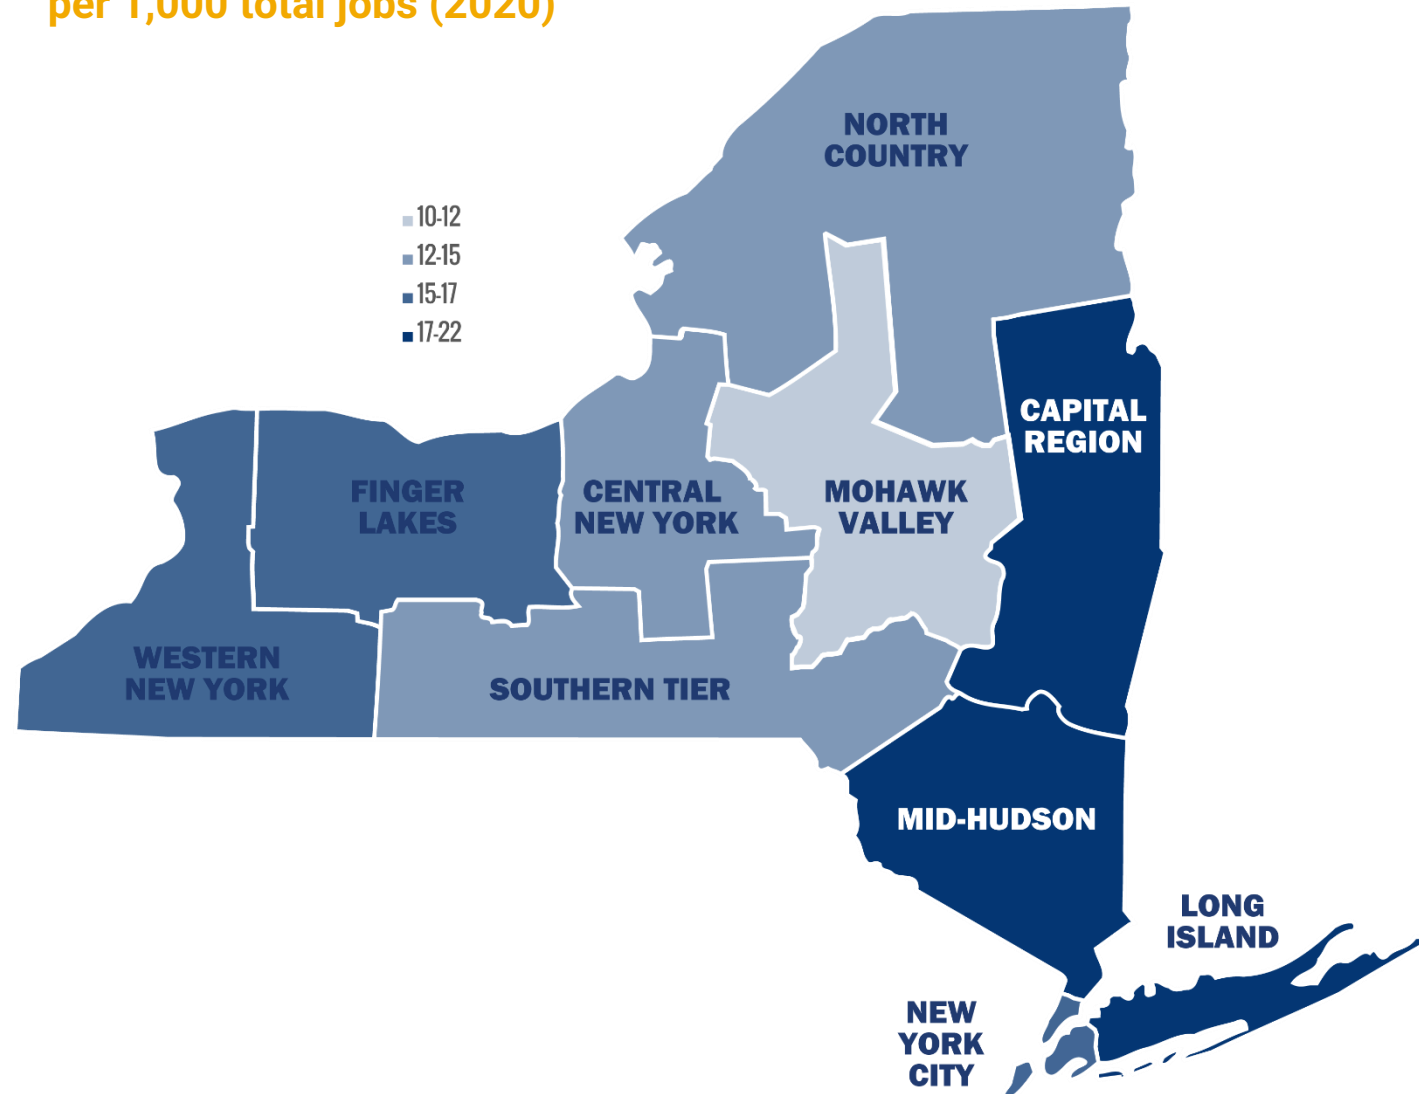 per 1,000 total jobs (2020)
NORTH
COUNTRY
10-12
12-15
15-17
17-22
CAPITAL
REGION
FINGER
LAKES
CENTRAL
NEW YORK
MOHAWK
VALLEY
WESTERN
NEW YORK
SOUTHERN TIER
MID-HUDSON
LONG
ISLAND
NEW
YORK
CITY